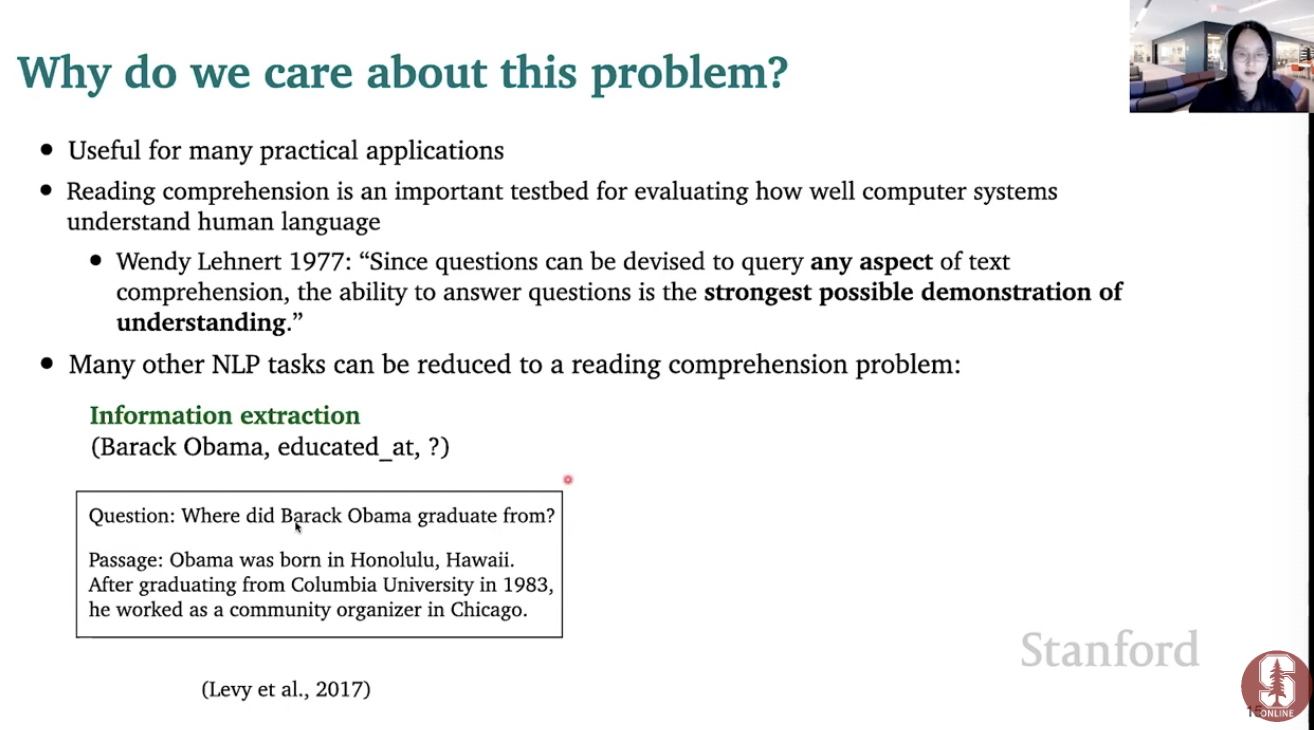 Why do we care about this problem?
• Useful for many practical applications
• Reading comprehension is an important testbed for evaluating how well computer systems
understand human language
• Wendy Lehnert 1977: “Since questions can be devised to query any aspect of text
comprehension, the ability to answer questions is the strongest possible demonstration of
understanding.”
• Many other NLP tasks can be reduced to a reading comprehension problem:
Information extraction
(Barack Obama, educated_at, ?)
Question: Where did Barack Obama graduate from?
Passage: Obama was born in Honolulu, Hawaii.
After graduating from Columbia University in 1983,
he worked as a community organizer in Chicago.
(Levy et al., 2017)
Stanford
S
ONLINE